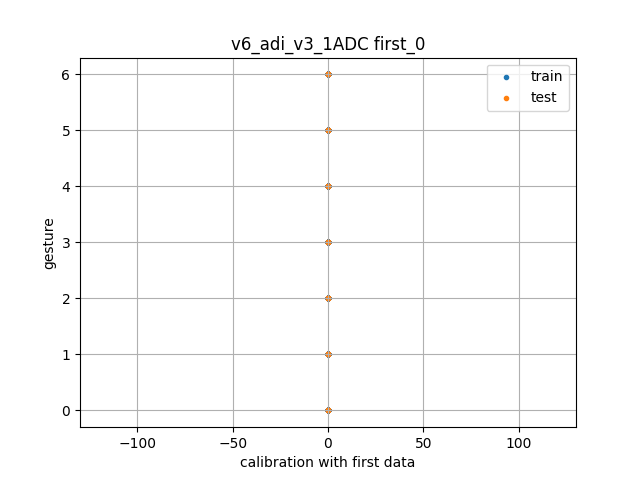 v6_adi_v3_1ADC first_0
train
test
6
5
4
3
2
1
0
gesture
−100
−50
0
50
100
calibration with first data